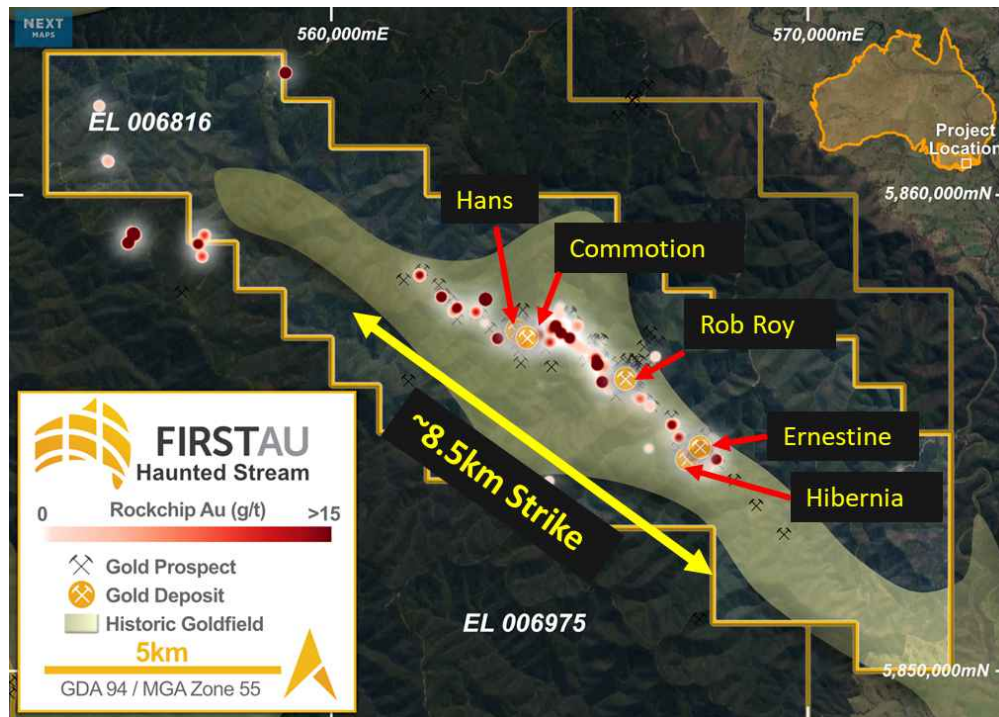 NEXT
MAPS
560,000mE
570,000mE
EL 006816
Project
Location
5,860,000mN
Hans
Commotion
Rob Roy
Ernestine
Hibernia
~8.5km Strike
FIRSTAU
Haunted Stream
0 Rockchip Au (g/t) >15
Gold Prospect
Gold Deposit
Historic Goldfield
5km
GDA 94 / MGA Zone 55
EL 006975
5,850,000mN